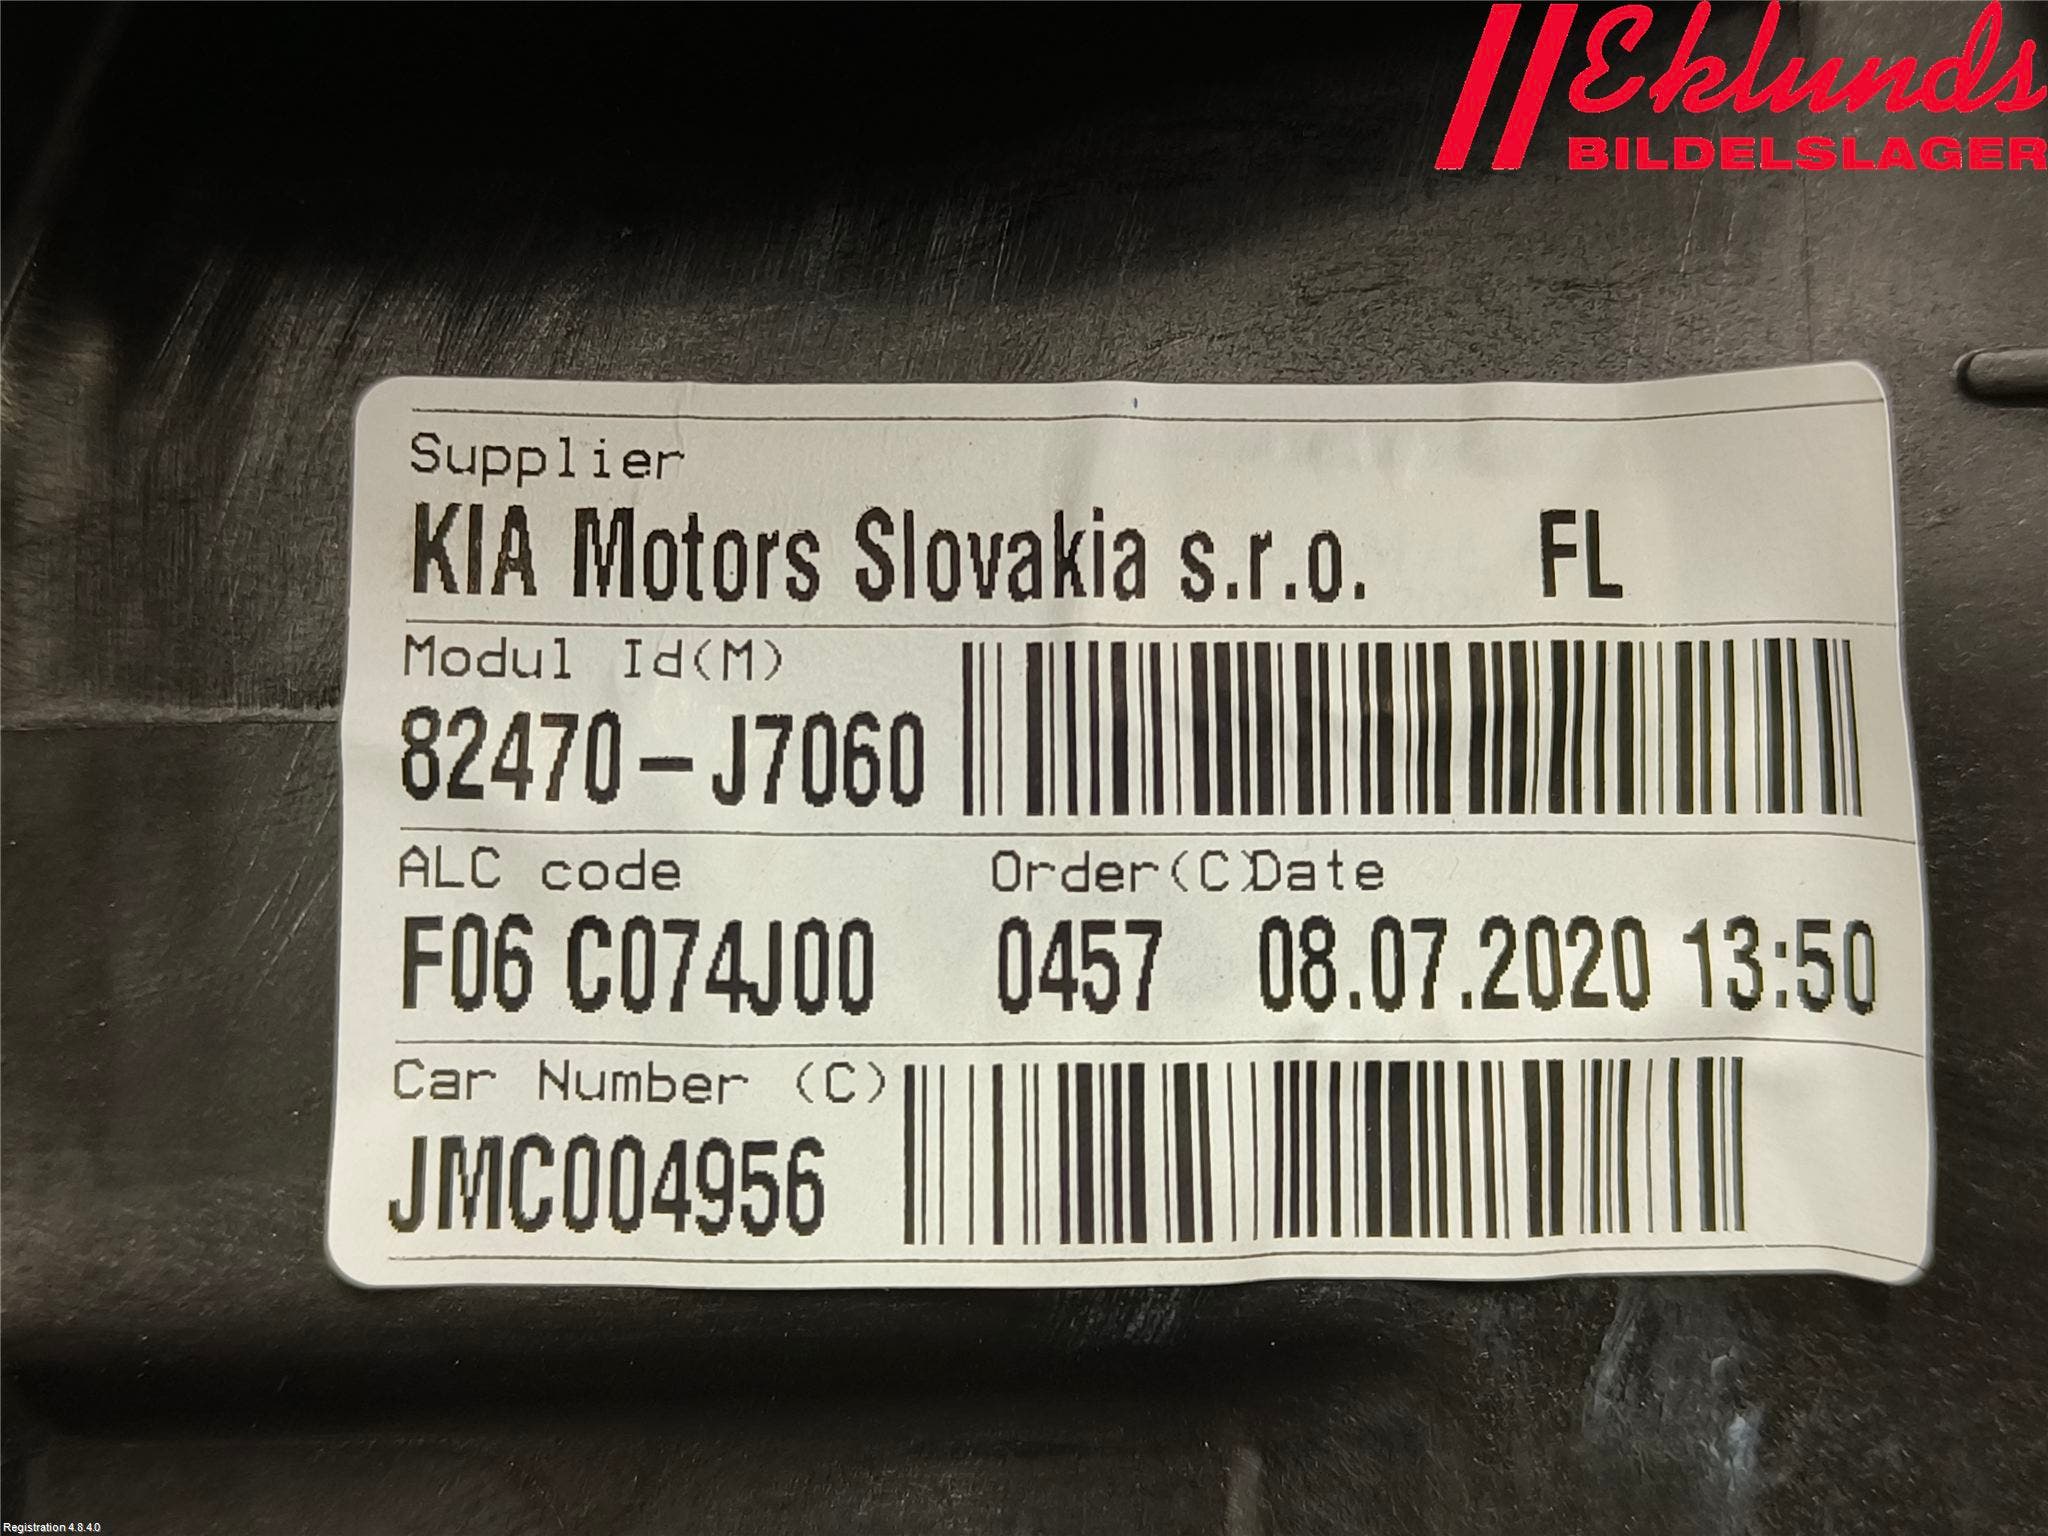 Eklunds
BILDELSLAGER
Supplier
KIA Motors Slovakia s.r.o. FL
Modul Id(M)
82470-J7060
ALC code Order(C)Date
F06 C074J00 0457 08.07.2020 13:50
Car Number (C)
JMC004956
Registration 4.8.4.0